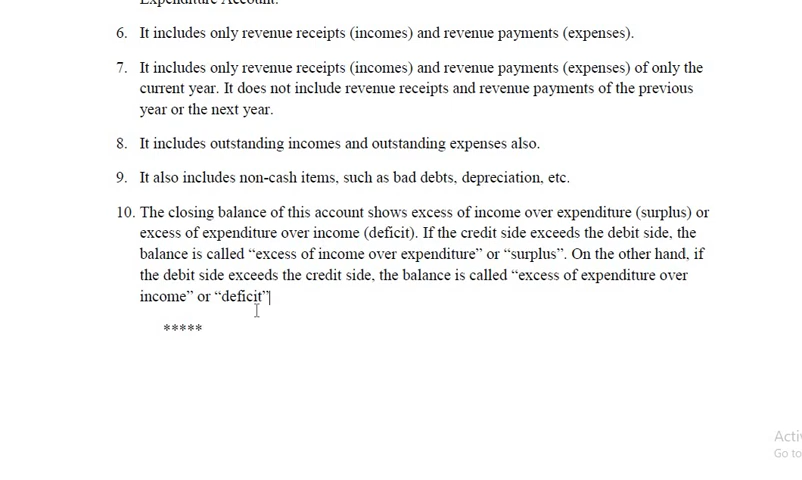 Expenditure Account.
6. It includes only revenue receipts (incomes) and revenue payments (expenses).
7. It includes only revenue receipts (incomes) and revenue payments (expenses) of only the
current year. It does not include revenue receipts and revenue payments of the previous
year or the next year.
8. It includes outstanding incomes and outstanding expenses also.
9. It also includes non-cash items, such as bad debts, depreciation, etc.
10. The closing balance of this account shows excess of income over expenditure (surplus) or
excess of expenditure over income (deficit). If the credit side exceeds the debit side, the
balance is called “excess of income over expenditure” or “surplus”. On the other hand, if
the debit side exceeds the credit side, the balance is called “excess of expenditure over
income” or “deficit”
*****
Activ
Go to